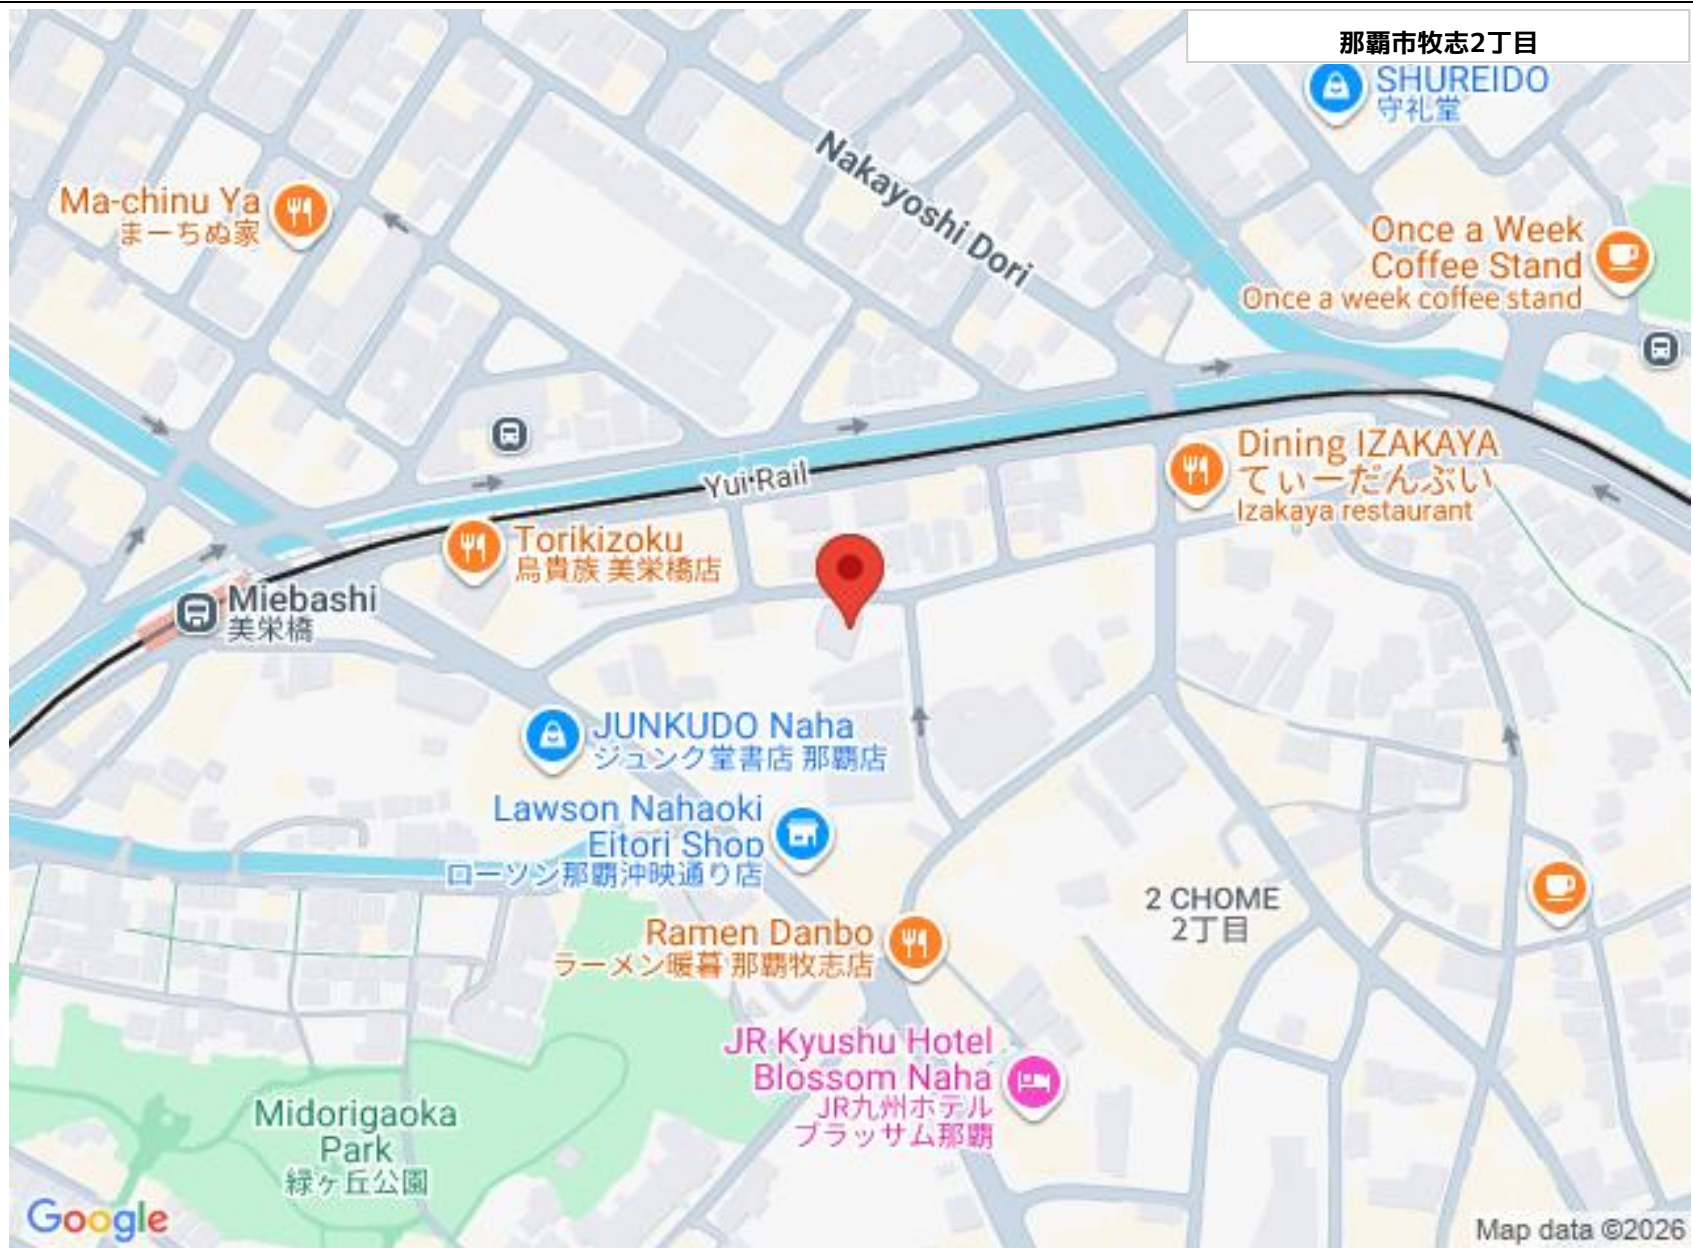 那覇市牧志2丁目
SHUREIDO
守礼堂
Nakayoshi Dori
Ma-chinu Ya
まーちぬ家
Once a Week
Coffee Stand
Once a week coffee stand
Dining IZAKAYA
てぃーだんぶい
Izakaya restaurant
Yui Rail
Torikizoku
鳥貴族 美栄橋店
Miebashi
美栄橋
JUNKUDO Naha
ジュンク堂書店 那覇店
Lawson Nahaoki
Eitori Shop
ローソン那覇沖映通り店
2 CHOME
2丁目
Ramen Danbo
ラーメン暖暮 那覇牧志店
JR Kyushu Hotel
Blossom Naha
JR九州ホテル
ブラッサム那覇
Midorigaoka
Park
緑ヶ丘公園
Google
Map data ©2026